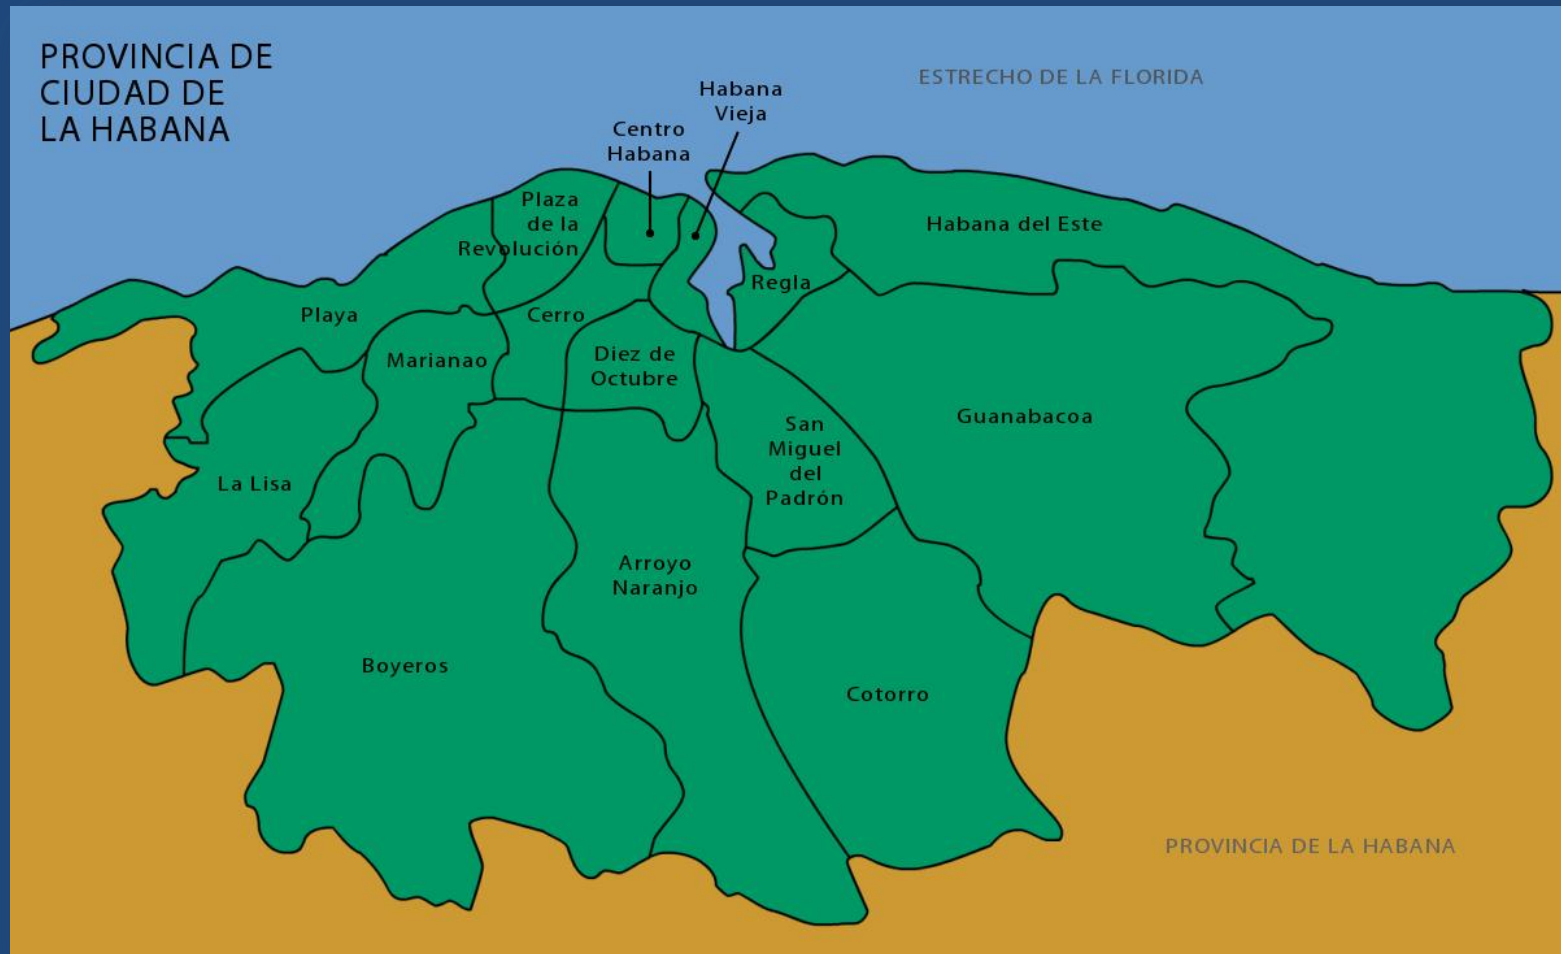 PROVINCIA DE
CIUDAD DE
LA HABANA
ESTRECHO DE LA FLORIDA
Habana
Vieja
Centro
Habana
Plaza
de la
Revolución
Habana del Este
Regla
Playa
Cerro
Marianao
Diez de
Octubre
Guanabacoa
San
Miguel
del
Padrón
La Lisa
Arroyo
Naranjo
Boyeros
Cotorro
PROVINCIA DE LA HABANA